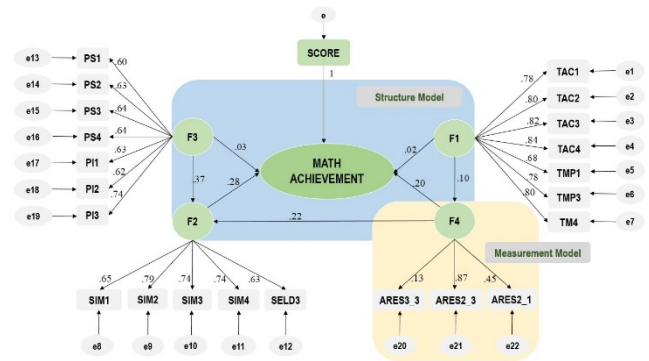 e
e13 PS1 .60 SCORE
e14 PS2 .63 1 .78 TAC1 e1
e15 PS3 .64 Structure Model .80 TAC2 e2
e16 PS4 .64 F3 .03 F1 .82 TAC3 e3
e17 PI1 .63 MATH .02 .84 TAC4 e4
e18 PI2 .62 ACHIEVEMENT .68 TMP1 e5
e19 PI3 .74 .37 .28 .20 .10 .78 TMP3 e6
F2 .22 F4 .80 TM4 e7
Measurement Model
.65 .79 .74 .74 .63 .13 .87 .45
SIM1 SIM2 SIM3 SIM4 SELD3 ARES3_3 ARES2_3 ARES2_1
e8 e9 e10 e11 e12 e20 e21 e22